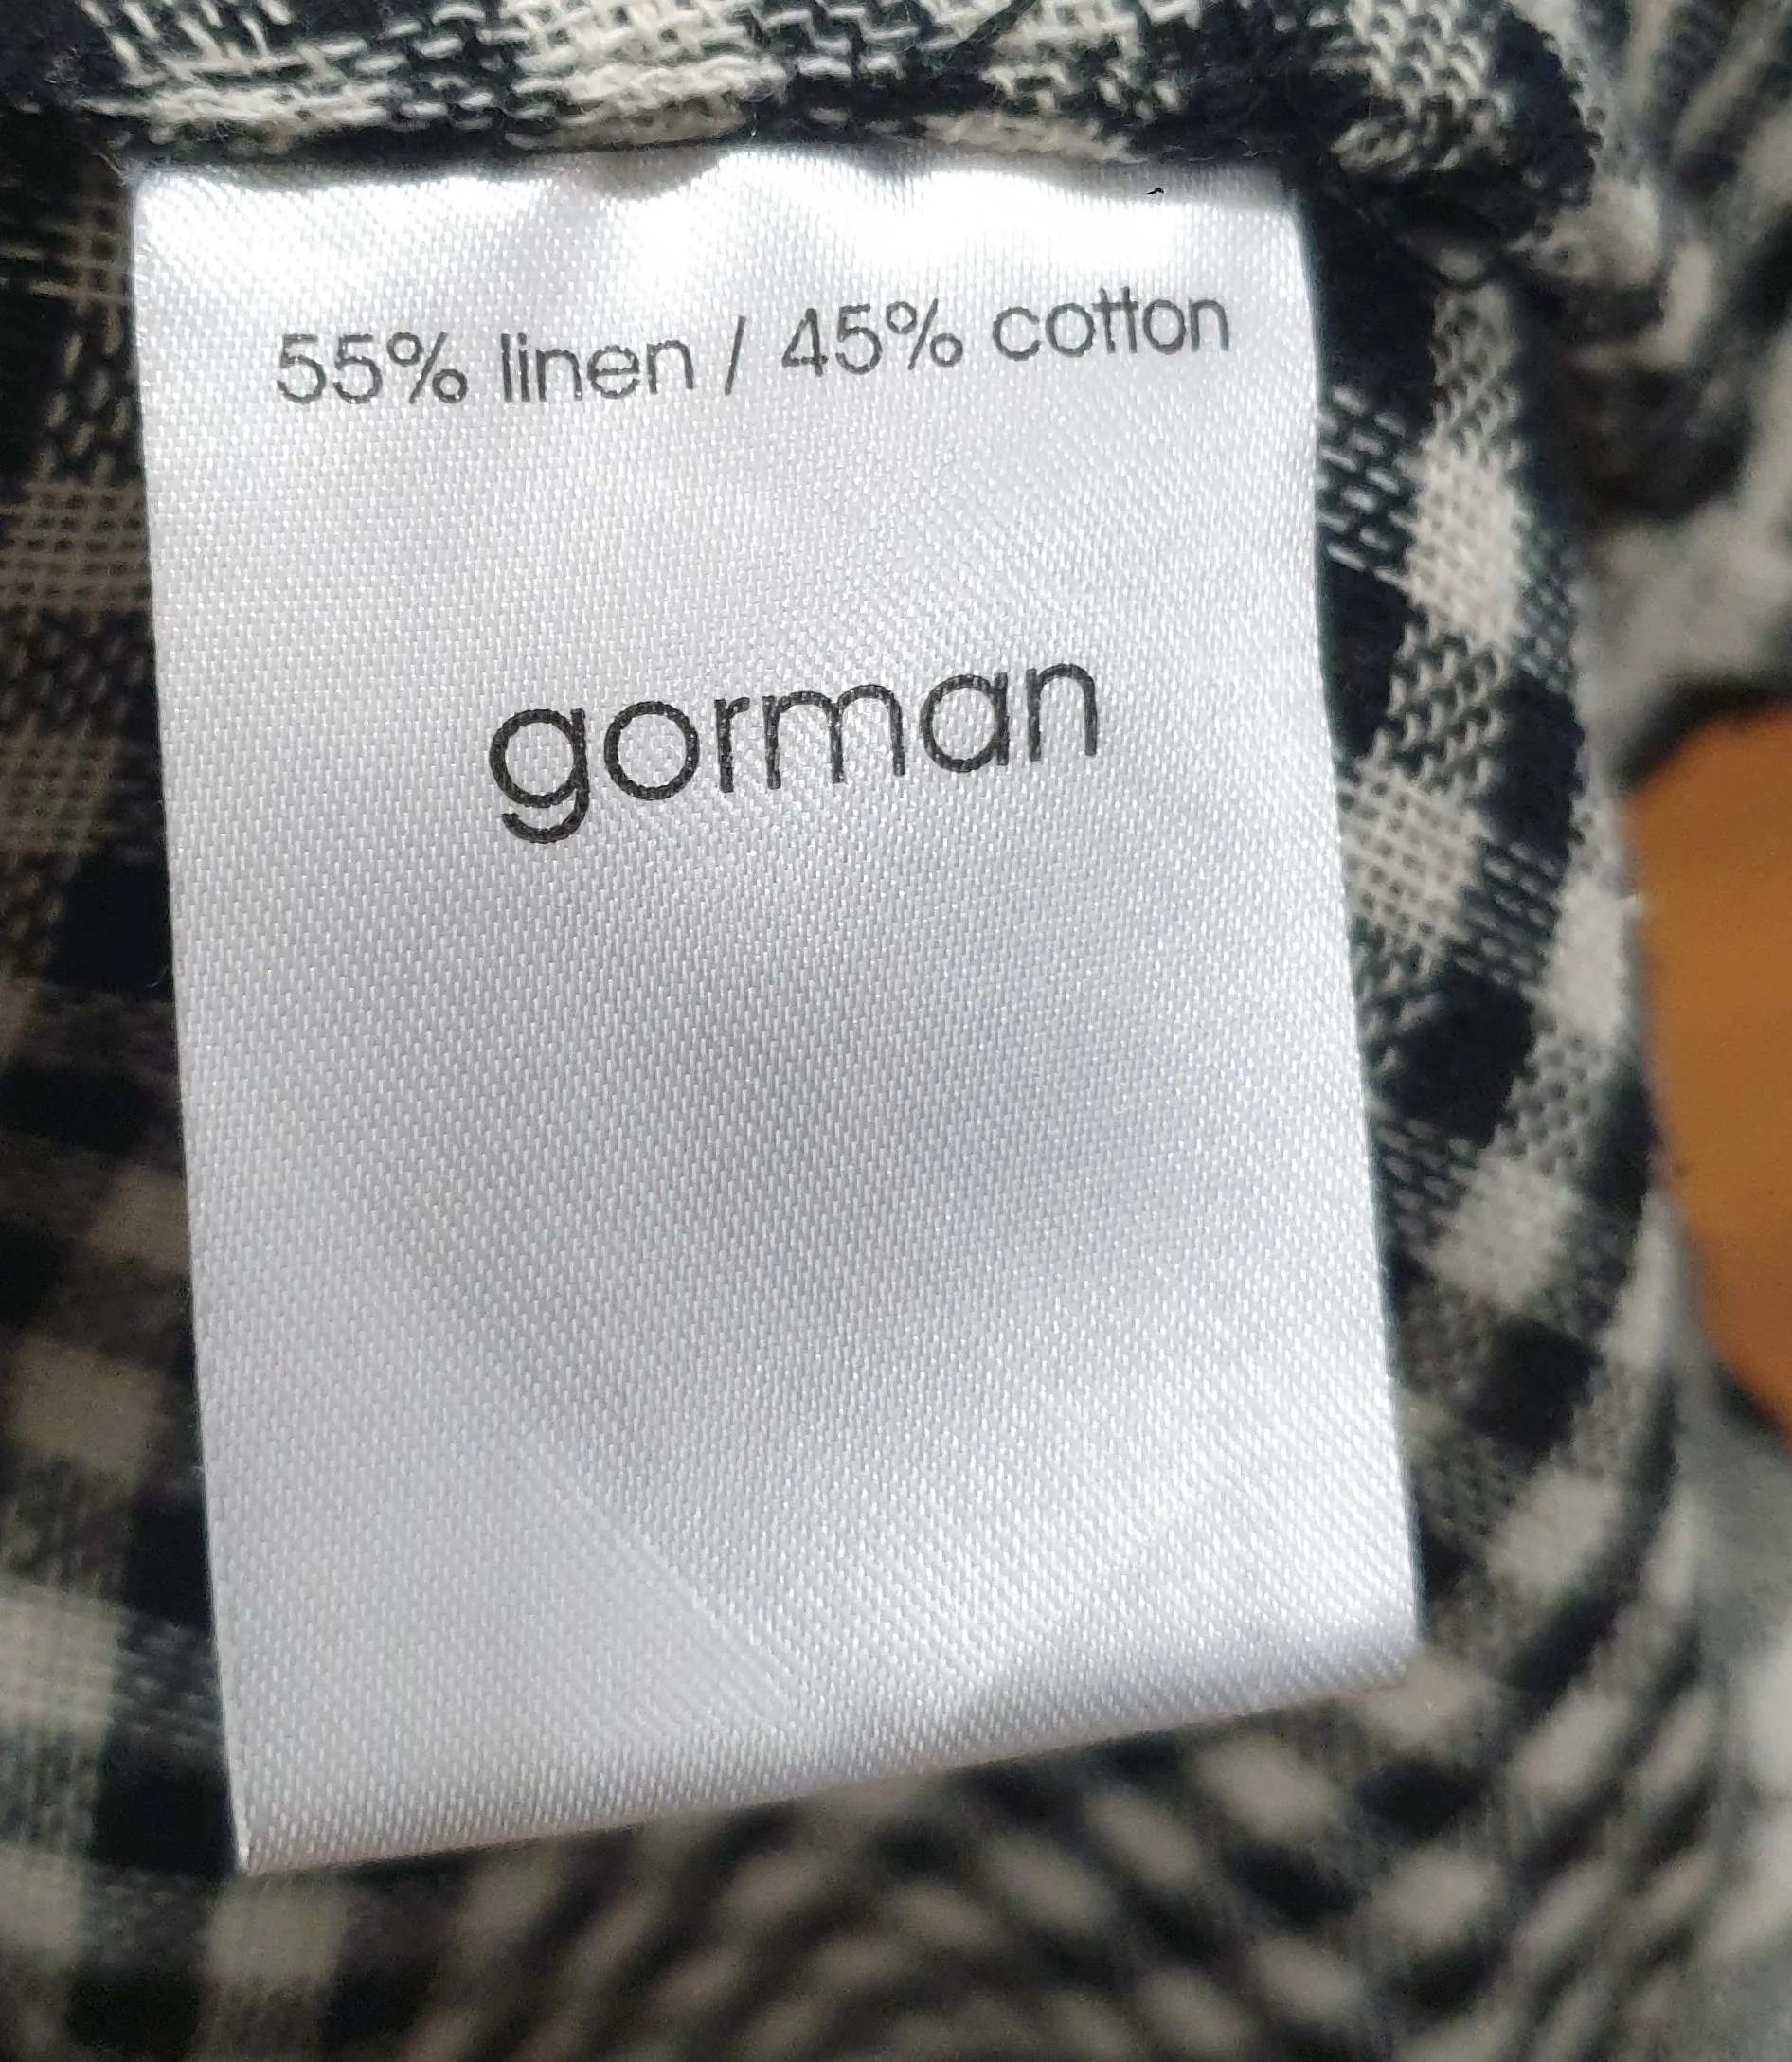 55% linen / 45% cotton
gorman